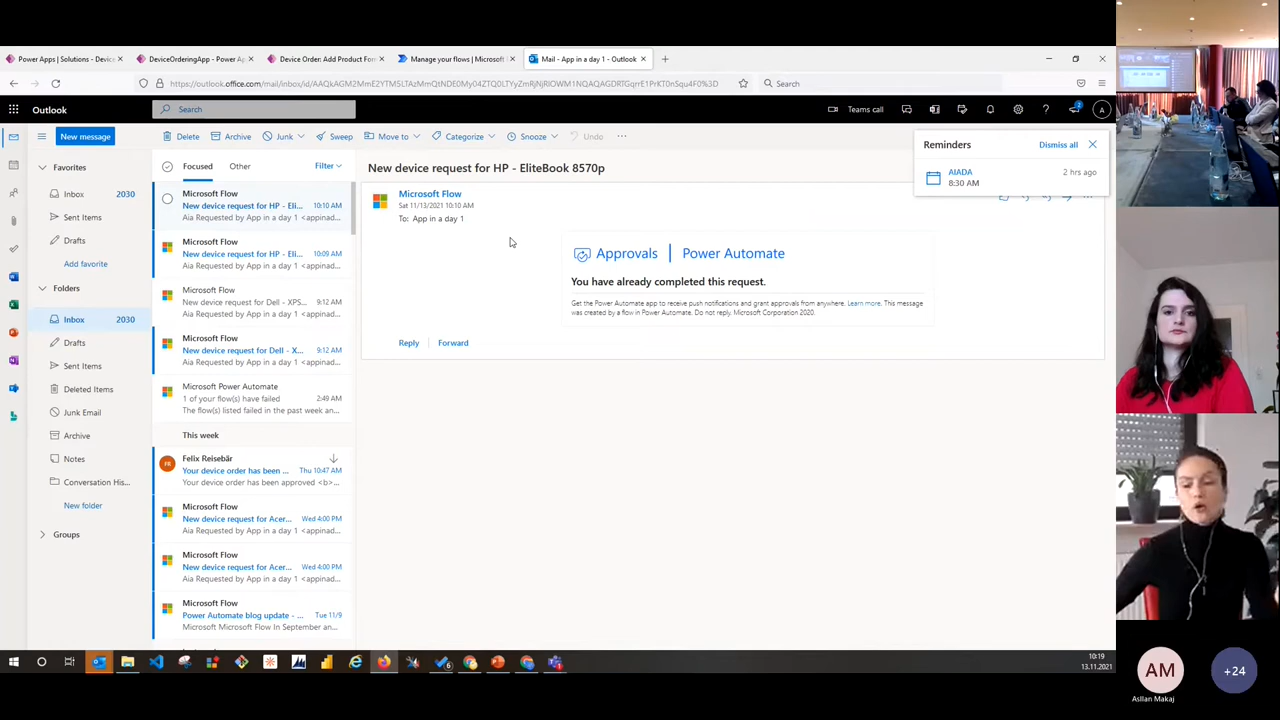 Power Apps | Solutions - Device
DeviceOrderingApp - Power Ap
Device Order: Add Product Form
Manage your flows | Microsoft
Mail - App in a day 1 - Outlook
Search
Outlook
Search
Teams call
New message
Delete
Archive
Junk
Sweep
Move to
Categorize
Snooze
Undo
Reminders
Dismiss all
AIADA
2 hrs ago
8:30 AM
Favorites
Inbox 2030
Sent Items
Drafts
Add favorite
Folders
Inbox 2030
Drafts
Sent Items
Deleted Items
Junk Email
Archive
Notes
Conversation His...
New folder
Groups
Focused
Other
Filter
Microsoft Flow
New device request for HP - Eli... 10:10 AM
Aia Requested by App in a day 1 <appinad...
Microsoft Flow
New device request for HP - Eli... 10:09 AM
Aia Requested by App in a day 1 <appinad...
Microsoft Flow
New device request for Dell - XPS... 9:12 AM
Aia Requested by App in a day 1 <appinad...
Microsoft Flow
New device request for Dell - X... 9:12 AM
Aia Requested by App in a day 1 <appinad...
Microsoft Power Automate
1 of your flow(s) have failed 2:49 AM
The flow(s) listed failed in the past week an...
This week
FR
Felix Reisebär
Your device order has been ... Thu 10:47 AM
Your device order has been approved <b>...
Microsoft Flow
New device request for Acer... Wed 4:00 PM
Aia Requested by App in a day 1 <appinad...
Microsoft Flow
New device request for Acer... Wed 4:00 PM
Aia Requested by App in a day 1 <appinad...
Microsoft Flow
Power Automate blog update - ... Tue 11/9
Microsoft Microsoft Flow In September an...
New device request for HP - EliteBook 8570p
Microsoft Flow
Sat 11/13/2021 10:10 AM
To: App in a day 1
Approvals | Power Automate
You have already completed this request.
Get the Power Automate app to receive push notifications and grant approvals from anywhere. Learn more. This message
was created by a flow in Power Automate. Do not reply. Microsoft Corporation 2020.
Reply
Forward
10:19
13.11.2021
AM
Asllan Makaj
+24